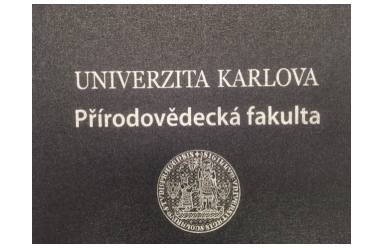 UNIVERZITA KARLOVA
Přírodovědecká fakulta